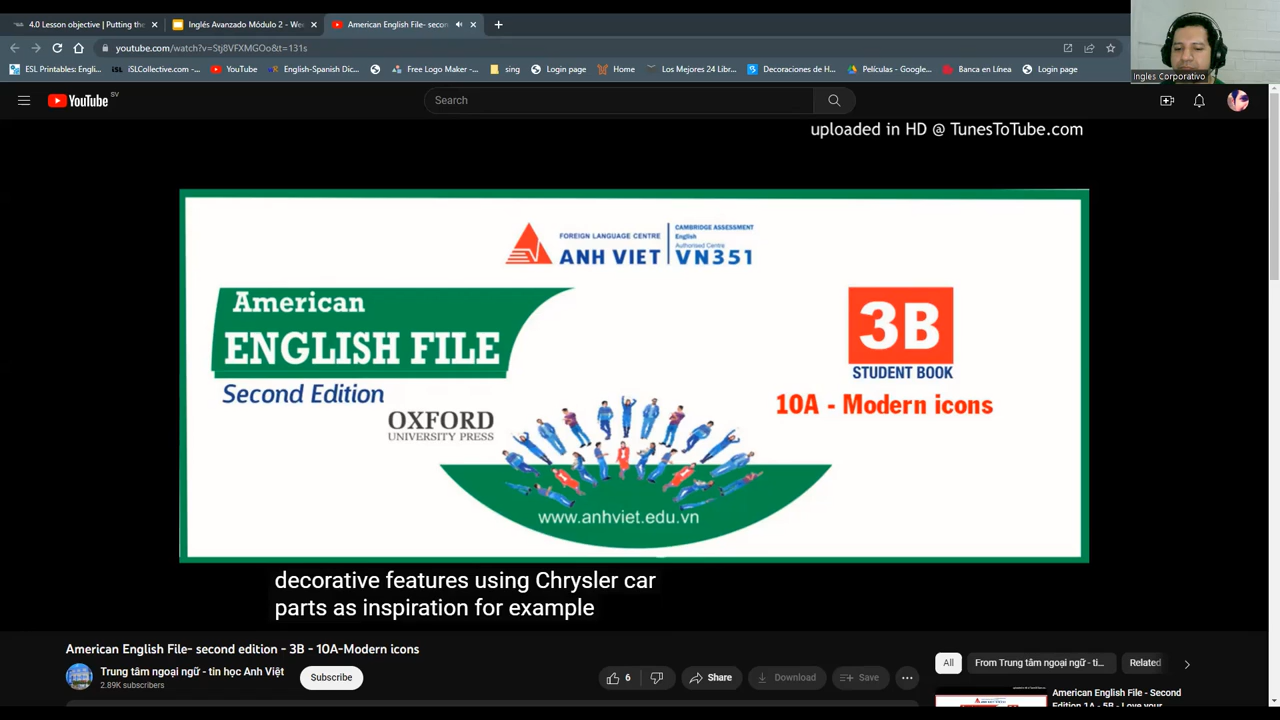 4.0 Lesson objective | Putting the
Inglés Avanzado Módulo 2 - We
American English File- secon
youtube.com/watch?v=Stj8VFXMGOo&t=131s
ESL Printables: Engli...
iSLCollective.com - ...
YouTube
English-Spanish Dic...
Free Logo Maker -...
sing
Login page
Home
Los Mejores 24 Libr...
Decoraciones de H...
Películas - Google...
Banca en Línea
Login page
Ingles Corporativo
YouTube SV
Search
uploaded in HD @ TunesToTube.com
FOREIGN LANGUAGE CENTRE
ANH VIET
CAMBRIDGE ASSESSMENT
English
Authorised Centre
VN351
American
ENGLISH FILE
Second Edition
OXFORD
UNIVERSITY PRESS
3B
STUDENT BOOK
10A - Modern icons
www.anhviet.edu.vn
decorative features using Chrysler car
parts as inspiration for example
American English File- second edition - 3B - 10A-Modern icons
Trung tâm ngoại ngữ - tin học Anh Việt
2.89K subscribers
Subscribe
6
Share
Download
Save
All
From Trung tâm ngoại ngữ - ti...
Related
American English File - Second
Edition 1A - 5B - Love your